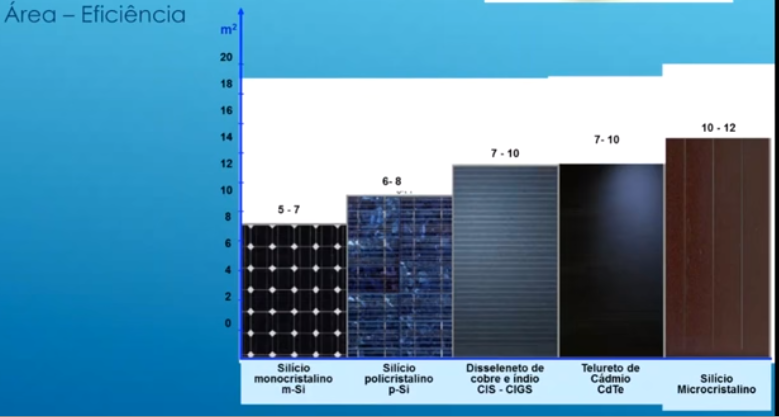 Área – Eficiência
m²
20
18
16
14
12
10
8
6
4
2
0
5 - 7
6- 8
7 - 10
7- 10
10 - 12
Silício
monocristalino
m-Si
Silício
policristalino
p-Si
Disseleneto de
cobre e índio
CIS - CIGS
Telureto de
Cádmio
CdTe
Silício
Microcristalino